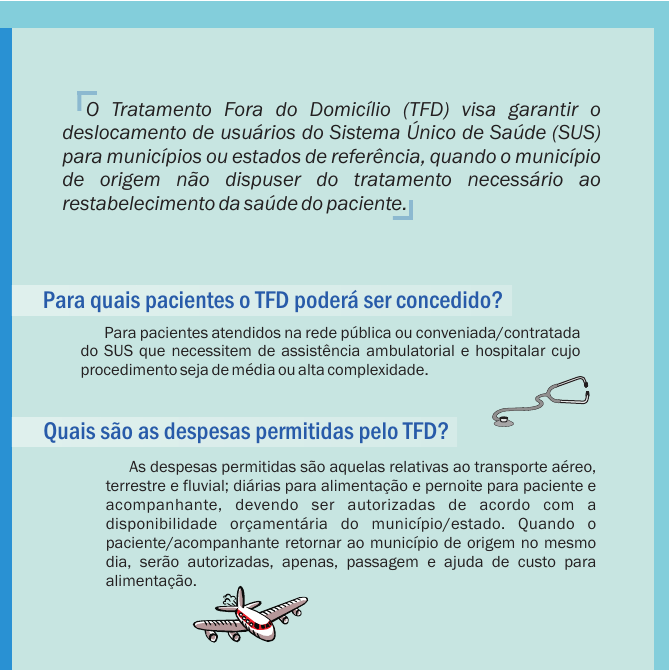 O Tratamento Fora do Domicílio (TFD) visa garantir o
deslocamento de usuários do Sistema Único de Saúde (SUS)
para municípios ou estados de referência, quando o município
de origem não dispuser do tratamento necessário ao
restabelecimento da saúde do paciente.
Para quais pacientes o TFD poderá ser concedido?
Para pacientes atendidos na rede pública ou conveniada/contratada
do SUS que necessitem de assistência ambulatorial e hospitalar cujo
procedimento seja de média ou alta complexidade.
Quais são as despesas permitidas pelo TFD?
As despesas permitidas são aquelas relativas ao transporte aéreo,
terrestre e fluvial; diárias para alimentação e pernoite para paciente e
acompanhante, devendo ser autorizadas de acordo com a
disponibilidade orçamentária do município/estado. Quando o
paciente/acompanhante retornar ao município de origem no mesmo
dia, serão autorizadas, apenas, passagem e ajuda de custo para
alimentação.